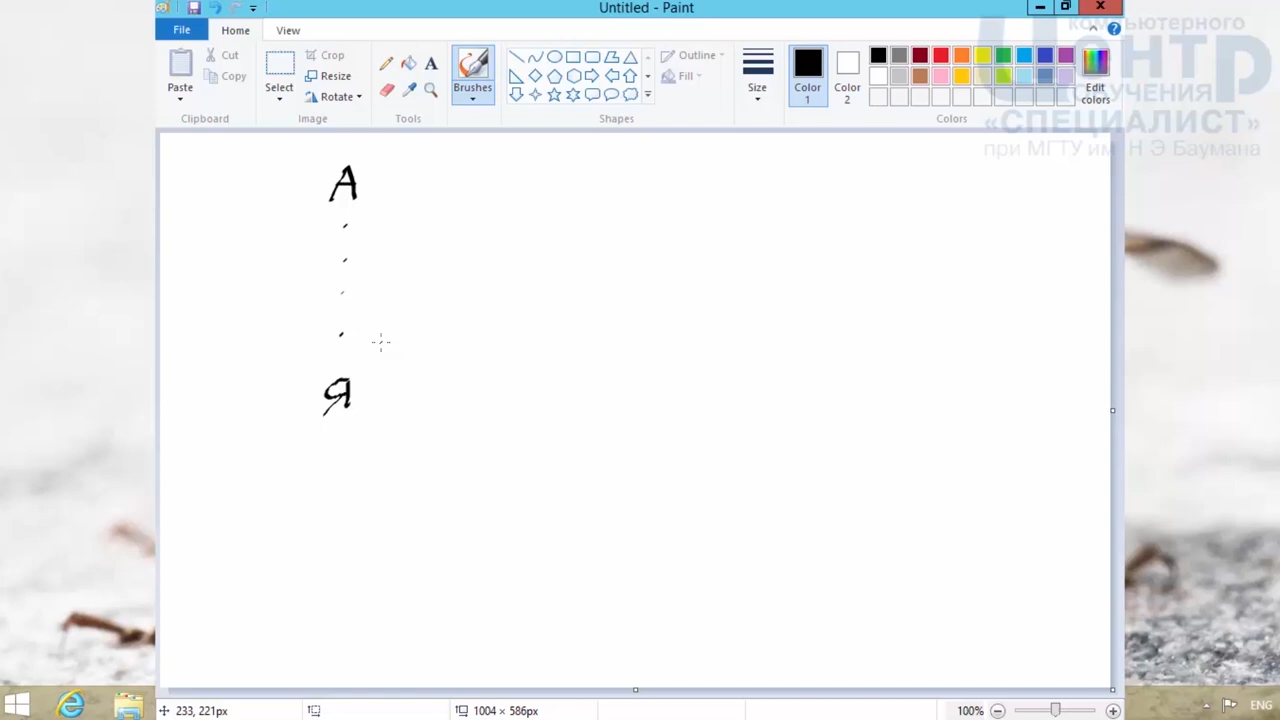 Untitled - Paint
File Home View
Paste
Cut
Copy
Clipboard
Select
Crop
Resize
Rotate
Image
Tools
Brushes
Shapes
Outline
Fill
Size
Color 1
Color 2
Edit colors
Colors
компьютерного
Центр
обучения
«СПЕЦИАЛИСТ»
при МГТУ им. Н Э Баумана
А
.
.
.
.
Я
233, 221px
1004 × 586px
100%
ENG